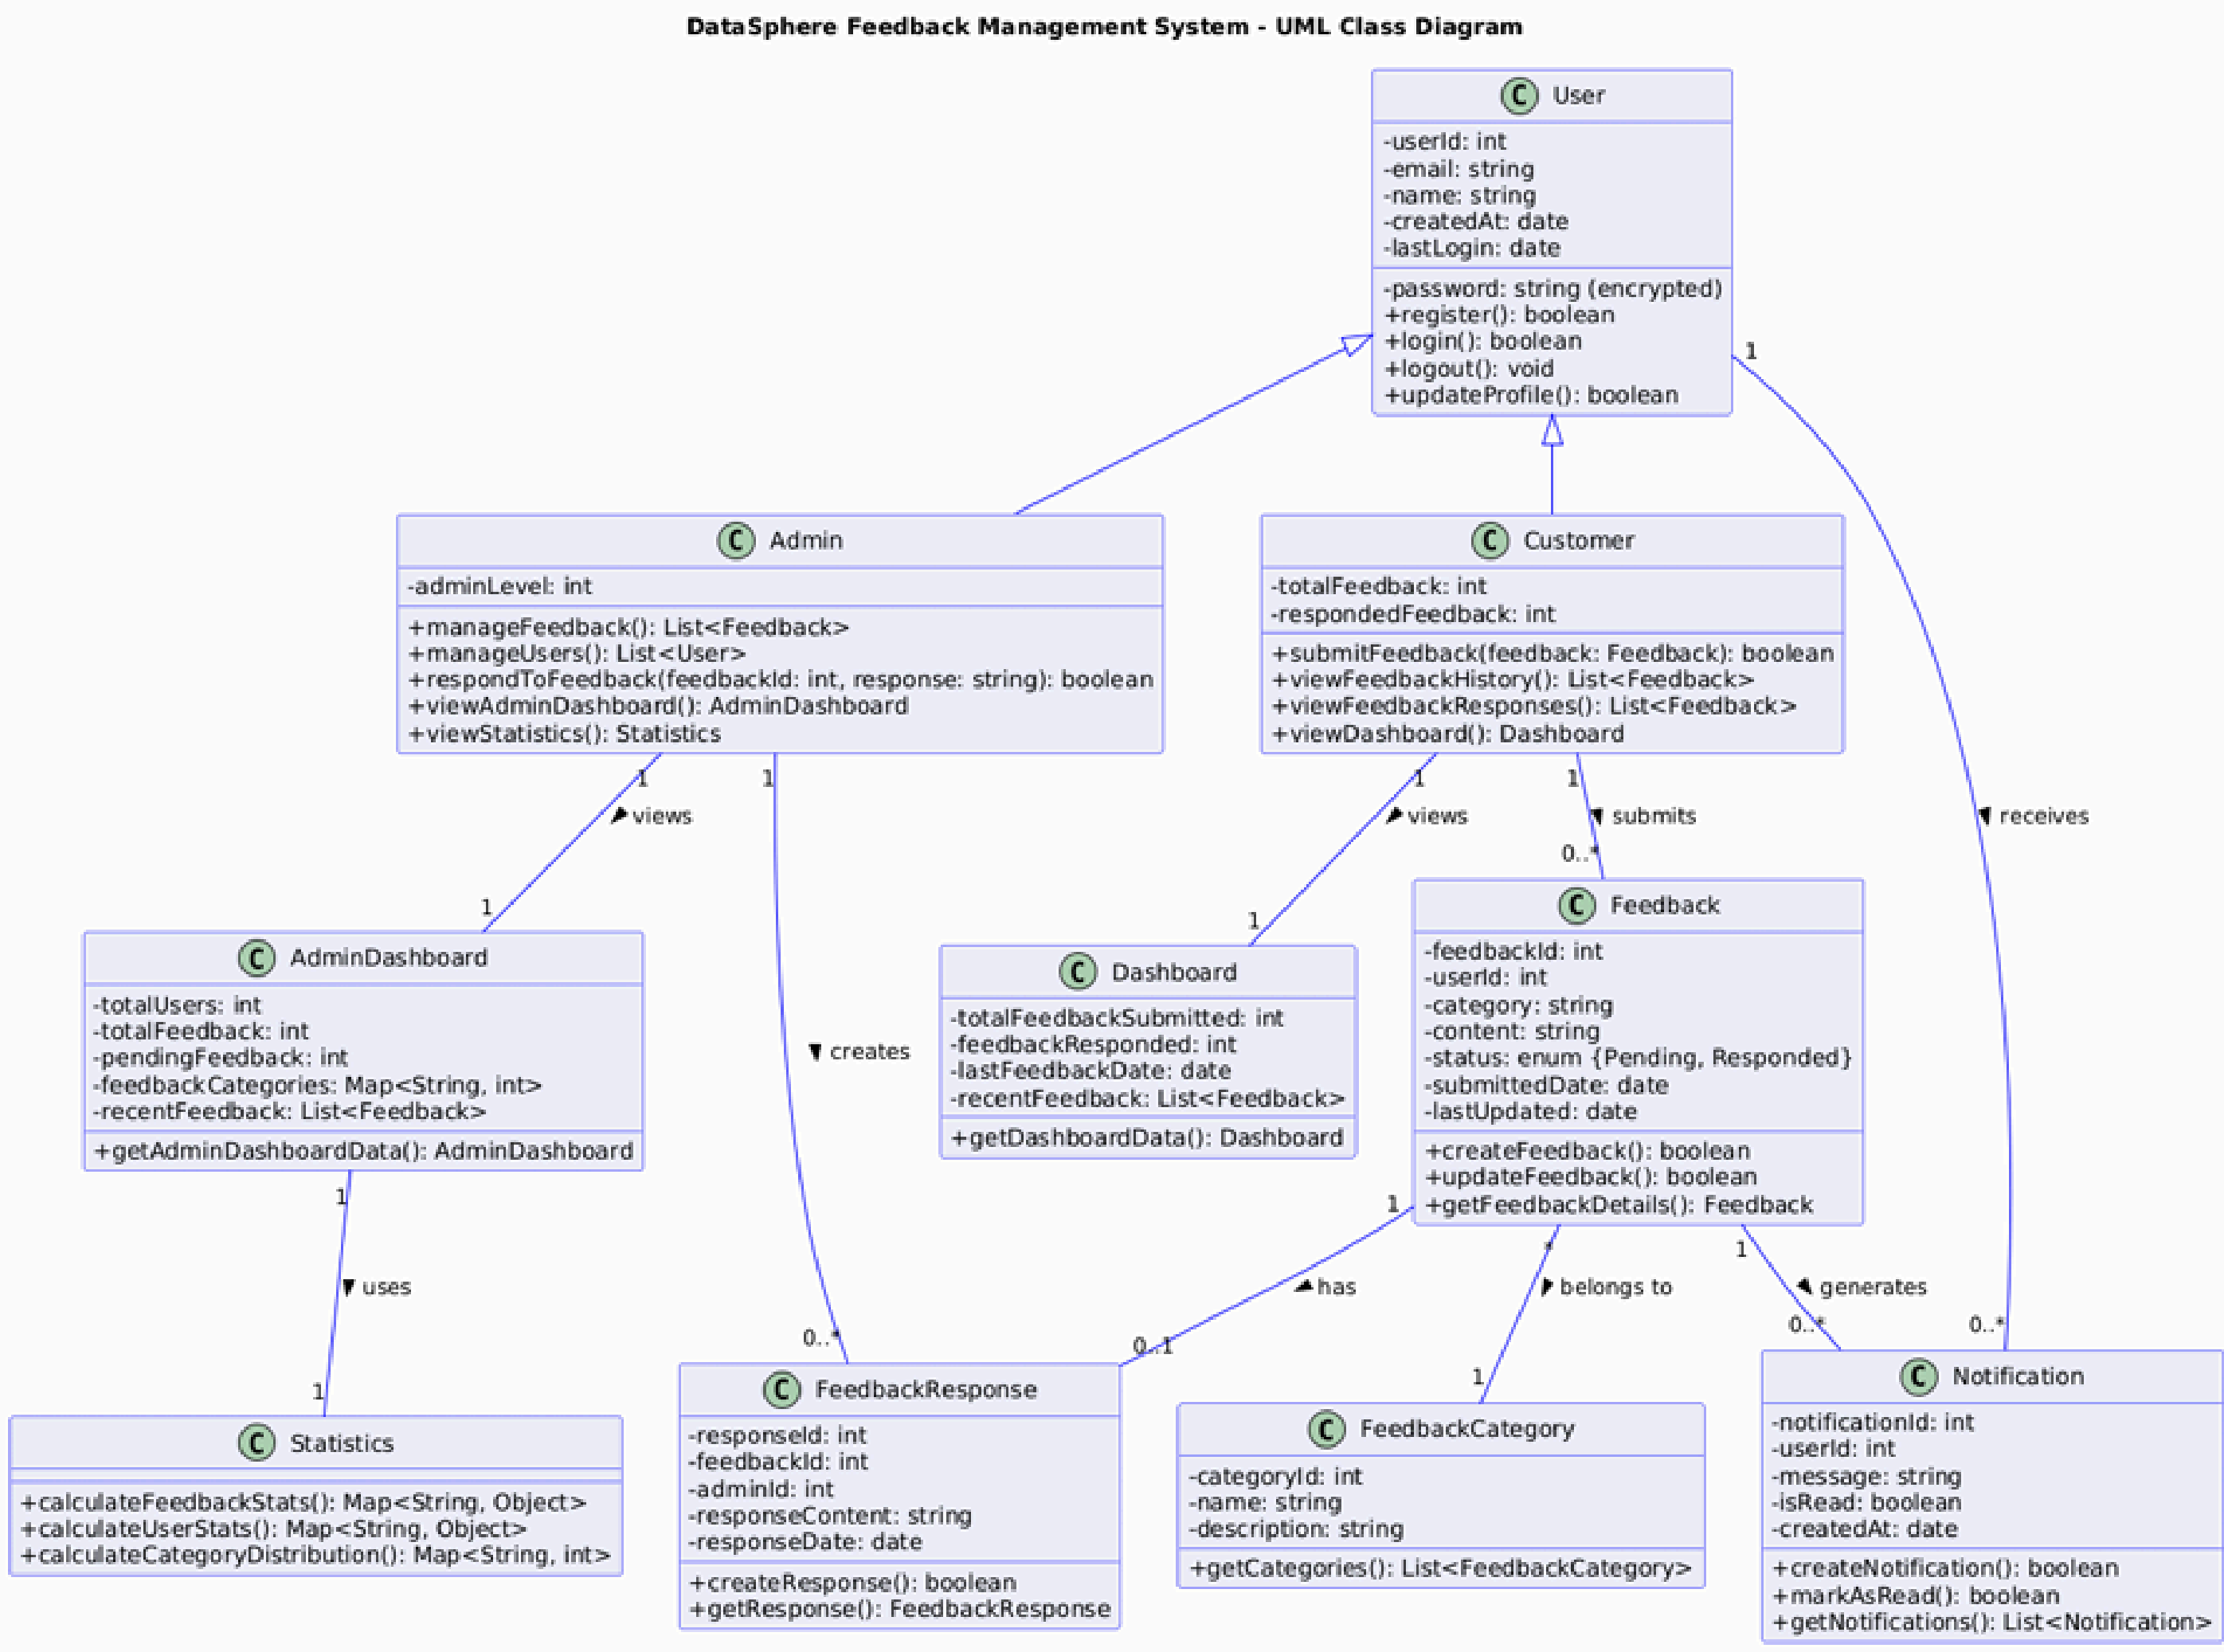 DataSphere Feedback Management System - UML Class Diagram
C User
-userId: int
-email: string
-name: string
-createdAt: date
-lastLogin: date
-password: string (encrypted)
+register(): boolean
+login(): boolean
+logout(): void
+updateProfile(): boolean
1
C Admin
-adminLevel: int
+manageFeedback(): List<Feedback>
+manageUsers(): List<User>
+respondToFeedback(feedbackId: int, response: string): boolean
+viewAdminDashboard(): AdminDashboard
+viewStatistics(): Statistics
C Customer
-totalFeedback: int
-respondedFeedback: int
+submitFeedback(feedback: Feedback): boolean
+viewFeedbackHistory(): List<Feedback>
+viewFeedbackResponses(): List<Feedback>
+viewDashboard(): Dashboard
1
1
1
1
views
views
submits
receives
0..*
1
1
C AdminDashboard
-totalUsers: int
-totalFeedback: int
-pendingFeedback: int
-feedbackCategories: Map<String, int>
-recentFeedback: List<Feedback>
+getAdminDashboardData(): AdminDashboard
creates
C Dashboard
-totalFeedbackSubmitted: int
-feedbackResponded: int
-lastFeedbackDate: date
-recentFeedback: List<Feedback>
+getDashboardData(): Dashboard
C Feedback
-feedbackId: int
-userId: int
-category: string
-content: string
-status: enum {Pending, Responded}
-submittedDate: date
-lastUpdated: date
+createFeedback(): boolean
+updateFeedback(): boolean
+getFeedbackDetails(): Feedback
1
1
*
1
uses
has
belongs to
generates
0..*
0..1
0..*
0..*
1
1
C Statistics
+calculateFeedbackStats(): Map<String, Object>
+calculateUserStats(): Map<String, Object>
+calculateCategoryDistribution(): Map<String, int>
C FeedbackResponse
-responseId: int
-feedbackId: int
-adminId: int
-responseContent: string
-responseDate: date
+createResponse(): boolean
+getResponse(): FeedbackResponse
C FeedbackCategory
-categoryId: int
-name: string
-description: string
+getCategories(): List<FeedbackCategory>
C Notification
-notificationId: int
-userId: int
-message: string
-isRead: boolean
-createdAt: date
+createNotification(): boolean
+markAsRead(): boolean
+getNotifications(): List<Notification>